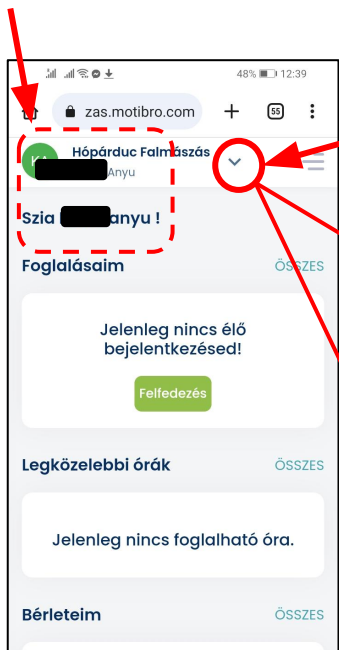 48% 12:39
zas.motibro.com 55
Hópárduc Falmászás
Anyu
Szia anyu !
Foglalásaim ÖSSZES
Jelenleg nincs élő
bejelentkezésed!
Felfedezés
Legközelebbi órák ÖSSZES
Jelenleg nincs foglalható óra.
Bérleteim ÖSSZES